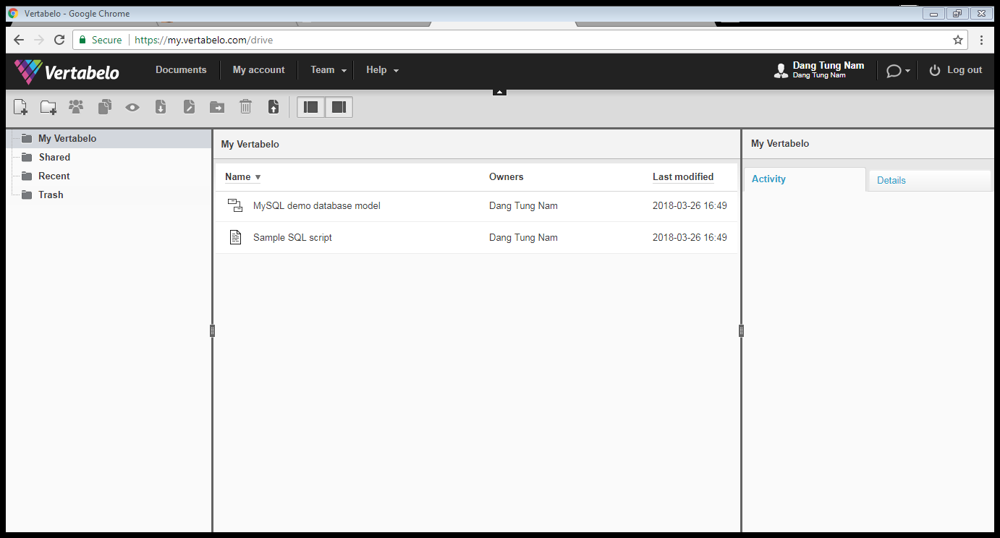 Vertabelo - Google Chrome
Secure https://my.vertabelo.com/drive
Vertabelo Documents My account Team Help Dang Tung Nam Log out
Dang Tung Nam
My Vertabelo
Shared
Recent
Trash
My Vertabelo
Name Owners Last modified
MySQL demo database model Dang Tung Nam 2018-03-26 16:49
Sample SQL script Dang Tung Nam 2018-03-26 16:49
My Vertabelo
Activity Details